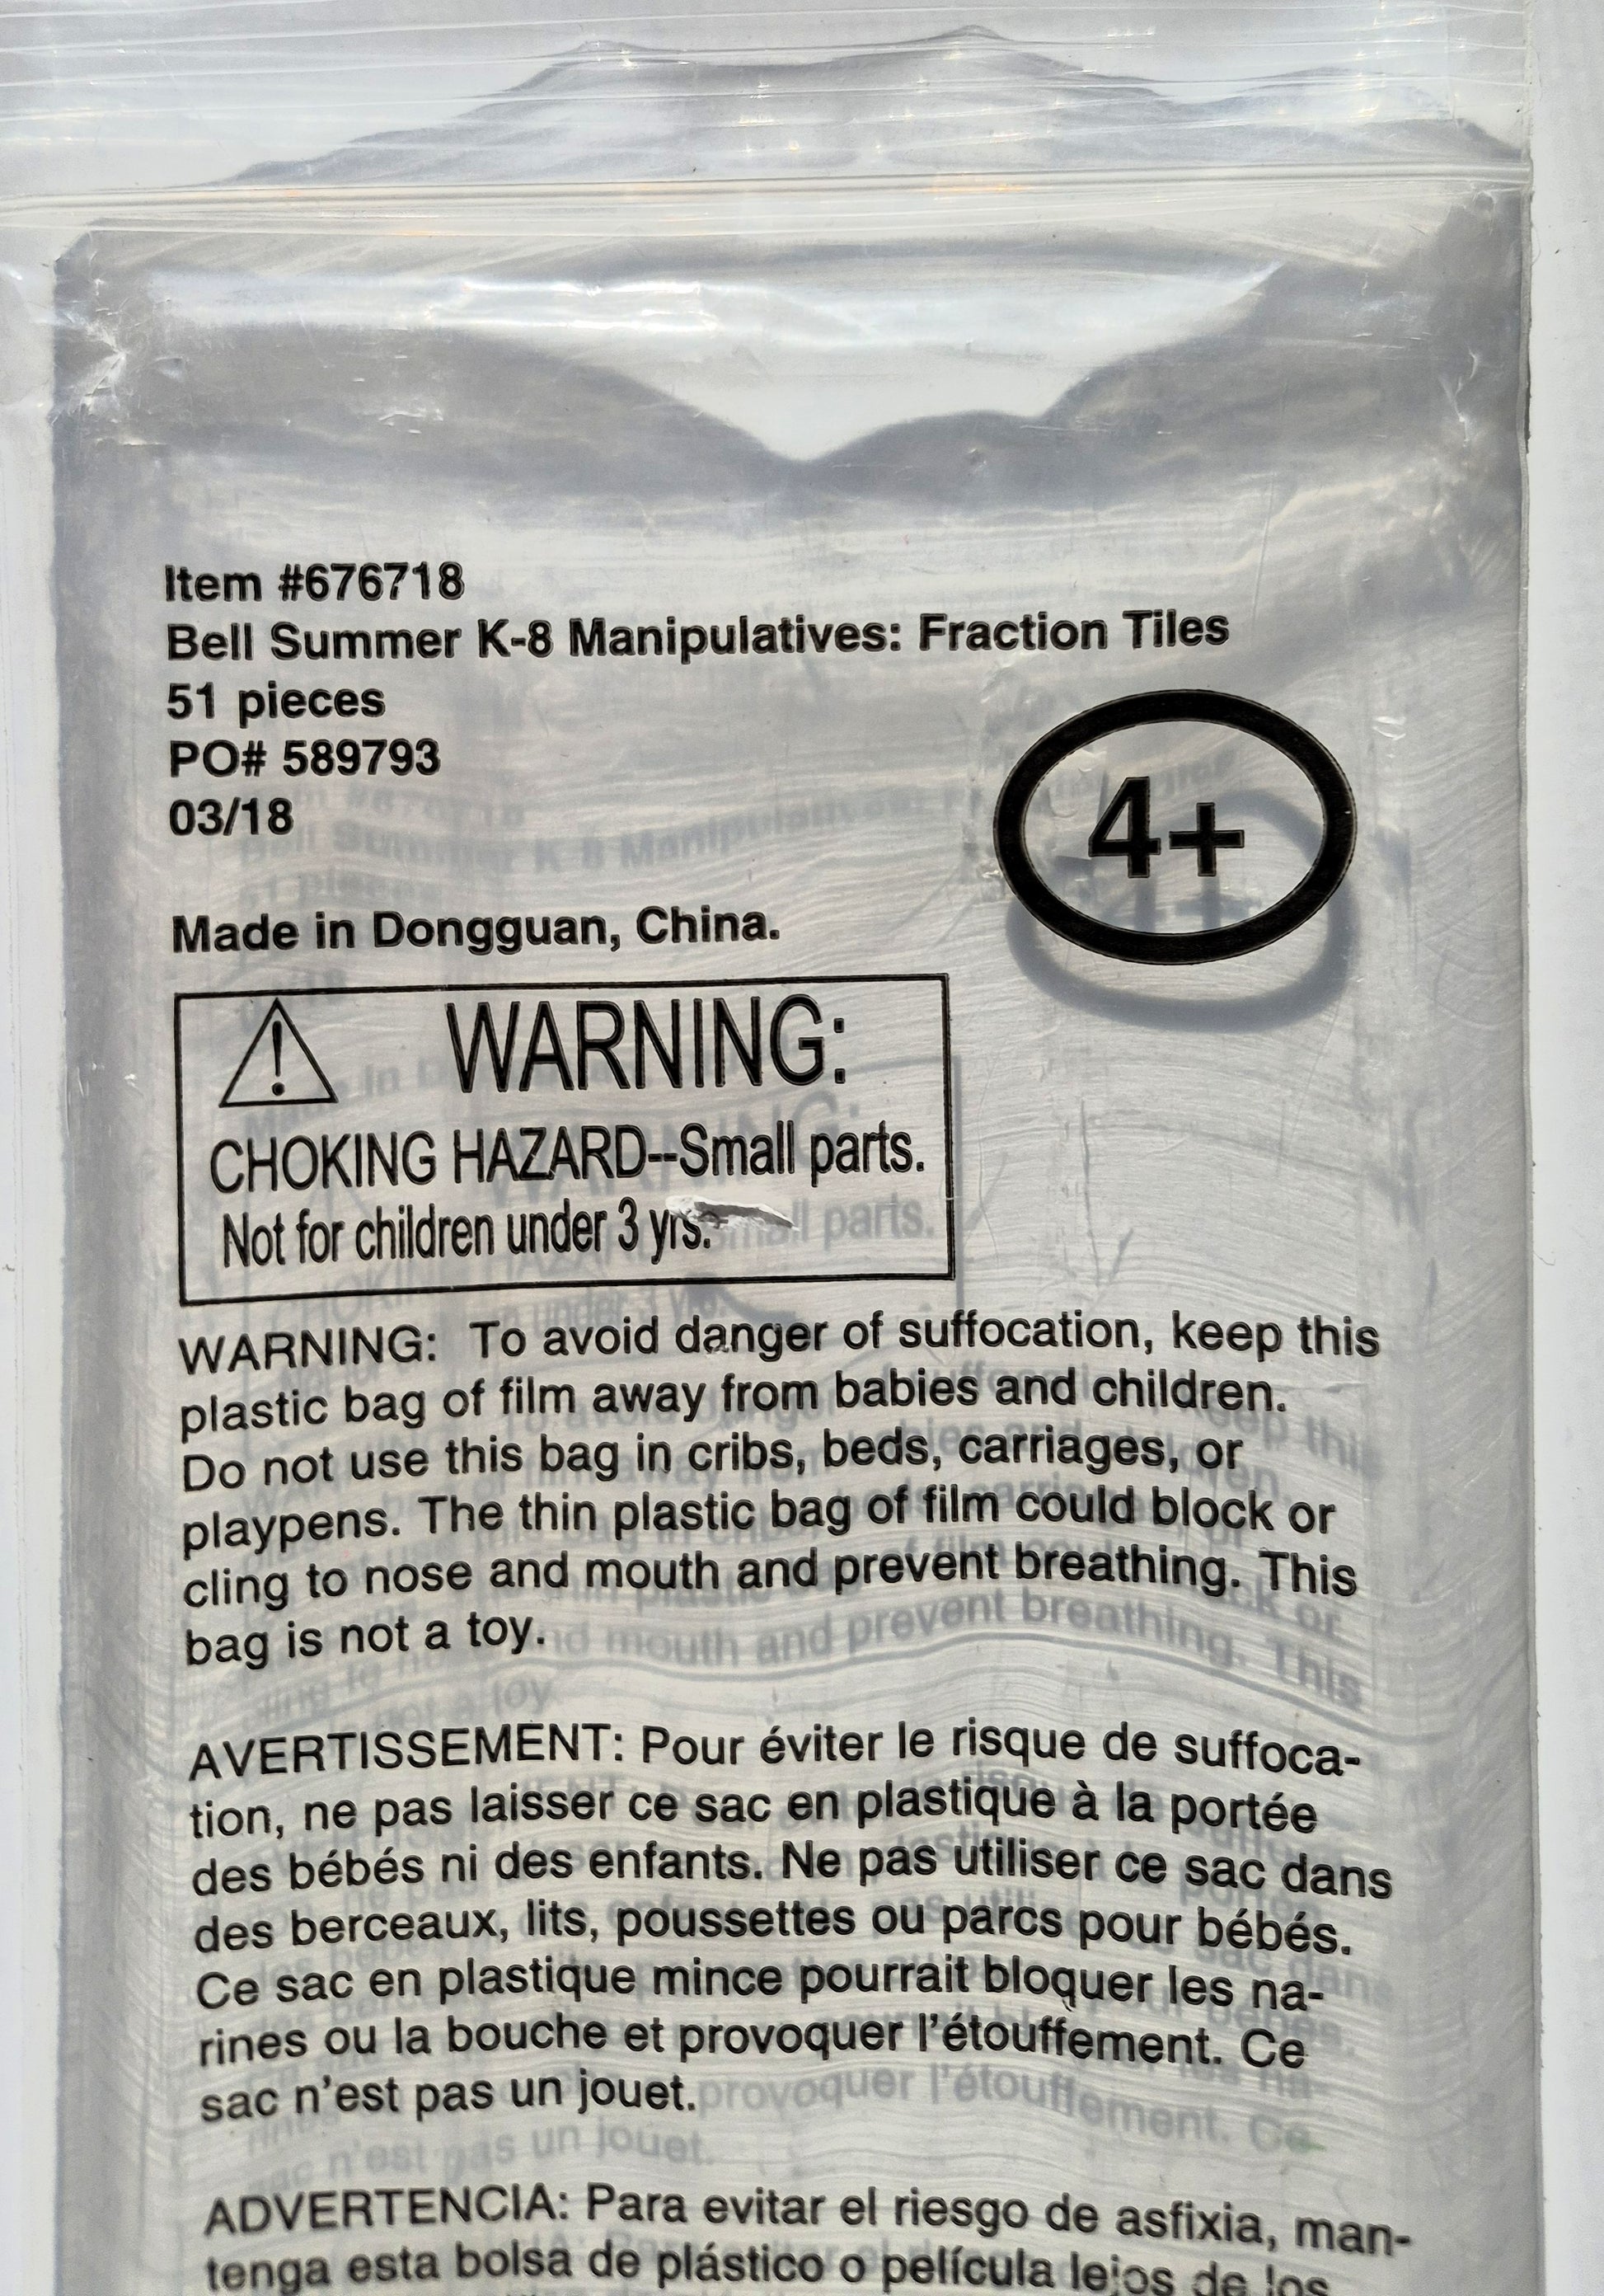 Item #676718
Bell Summer K-8 Manipulatives: Fraction Tiles
51 pieces
PO# 589793
03/18
4+
Made in Dongguan, China.
WARNING:
CHOKING HAZARD--Small parts.
Not for children under 3 yrs.
WARNING: To avoid danger of suffocation, keep this
plastic bag of film away from babies and children.
Do not use this bag in cribs, beds, carriages, or
playpens. The thin plastic bag of film could block or
cling to nose and mouth and prevent breathing. This
bag is not a toy.
AVERTISSEMENT: Pour éviter le risque de suffoca-
tion, ne pas laisser ce sac en plastique à la portée
des bébés ni des enfants. Ne pas utiliser ce sac dans
des berceaux, lits, poussettes ou parcs pour bébés.
Ce sac en plastique mince pourrait bloquer les na-
rines ou la bouche et provoquer l'étouffement. Ce
sac n'est pas un jouet.
ADVERTENCIA: Para evitar el riesgo de asfixia, man-
tenga esta bolsa de plástico o película lejos de los